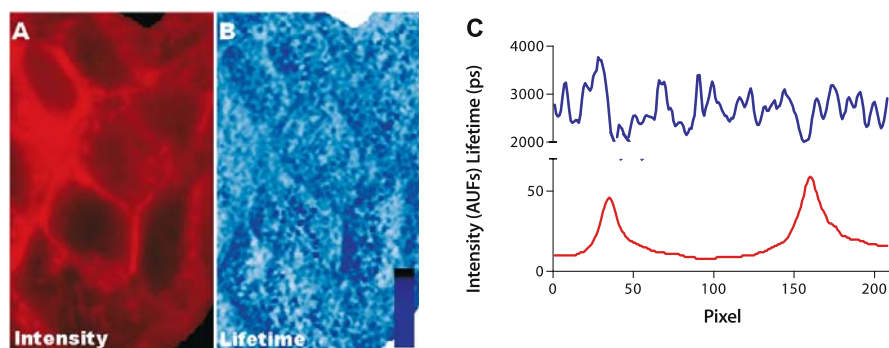 A
Intensity
B
Lifetime
C
Intensity (AUFs) Lifetime (ps)
4000
3000
2000
50
0
0
50
100
150
200
Pixel